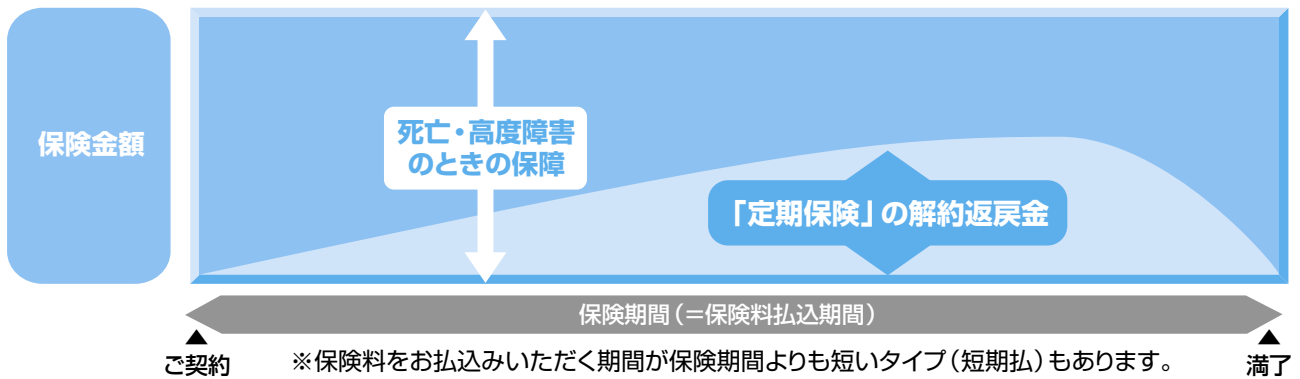 保険金額
死亡・高度障害
のときの保障
「定期保険」の解約返戻金
保険期間(=保険料払込期間)
▲ ▲
ご契約 ※保険料をお払込みいただく期間が保険期間よりも短いタイプ(短期払)もあります。 満了